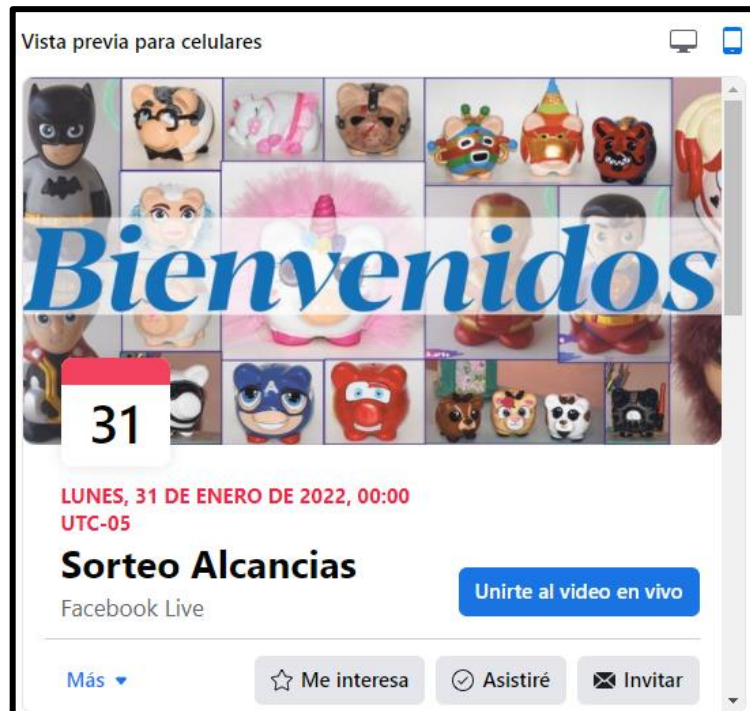 Vista previa para celulares
Bienvenidos
31
LUNES, 31 DE ENERO DE 2022, 00:00
UTC-05
Sorteo Alcancias
Facebook Live
Unirte al video en vivo
Más
Me interesa
Asistiré
Invitar